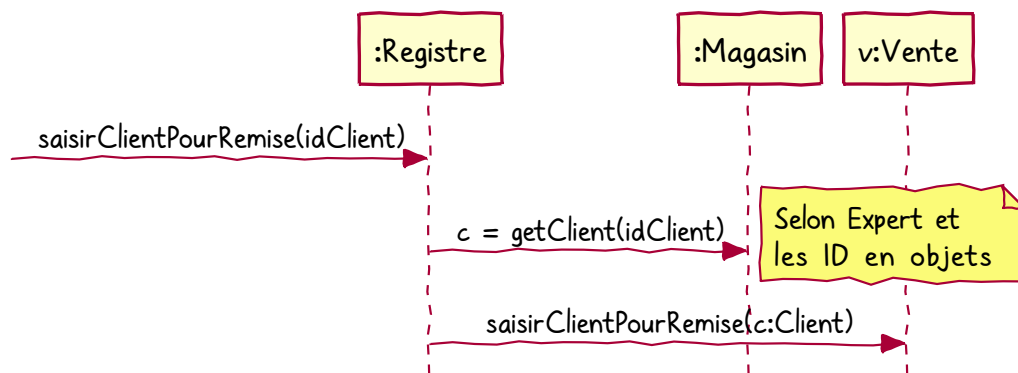 :Registre
:Magasin
v:Vente
saisirClientPourRemise(idClient)
c = getClient(idClient)
Selon Expert et
les ID en objets
saisirClientPourRemise(c:Client)